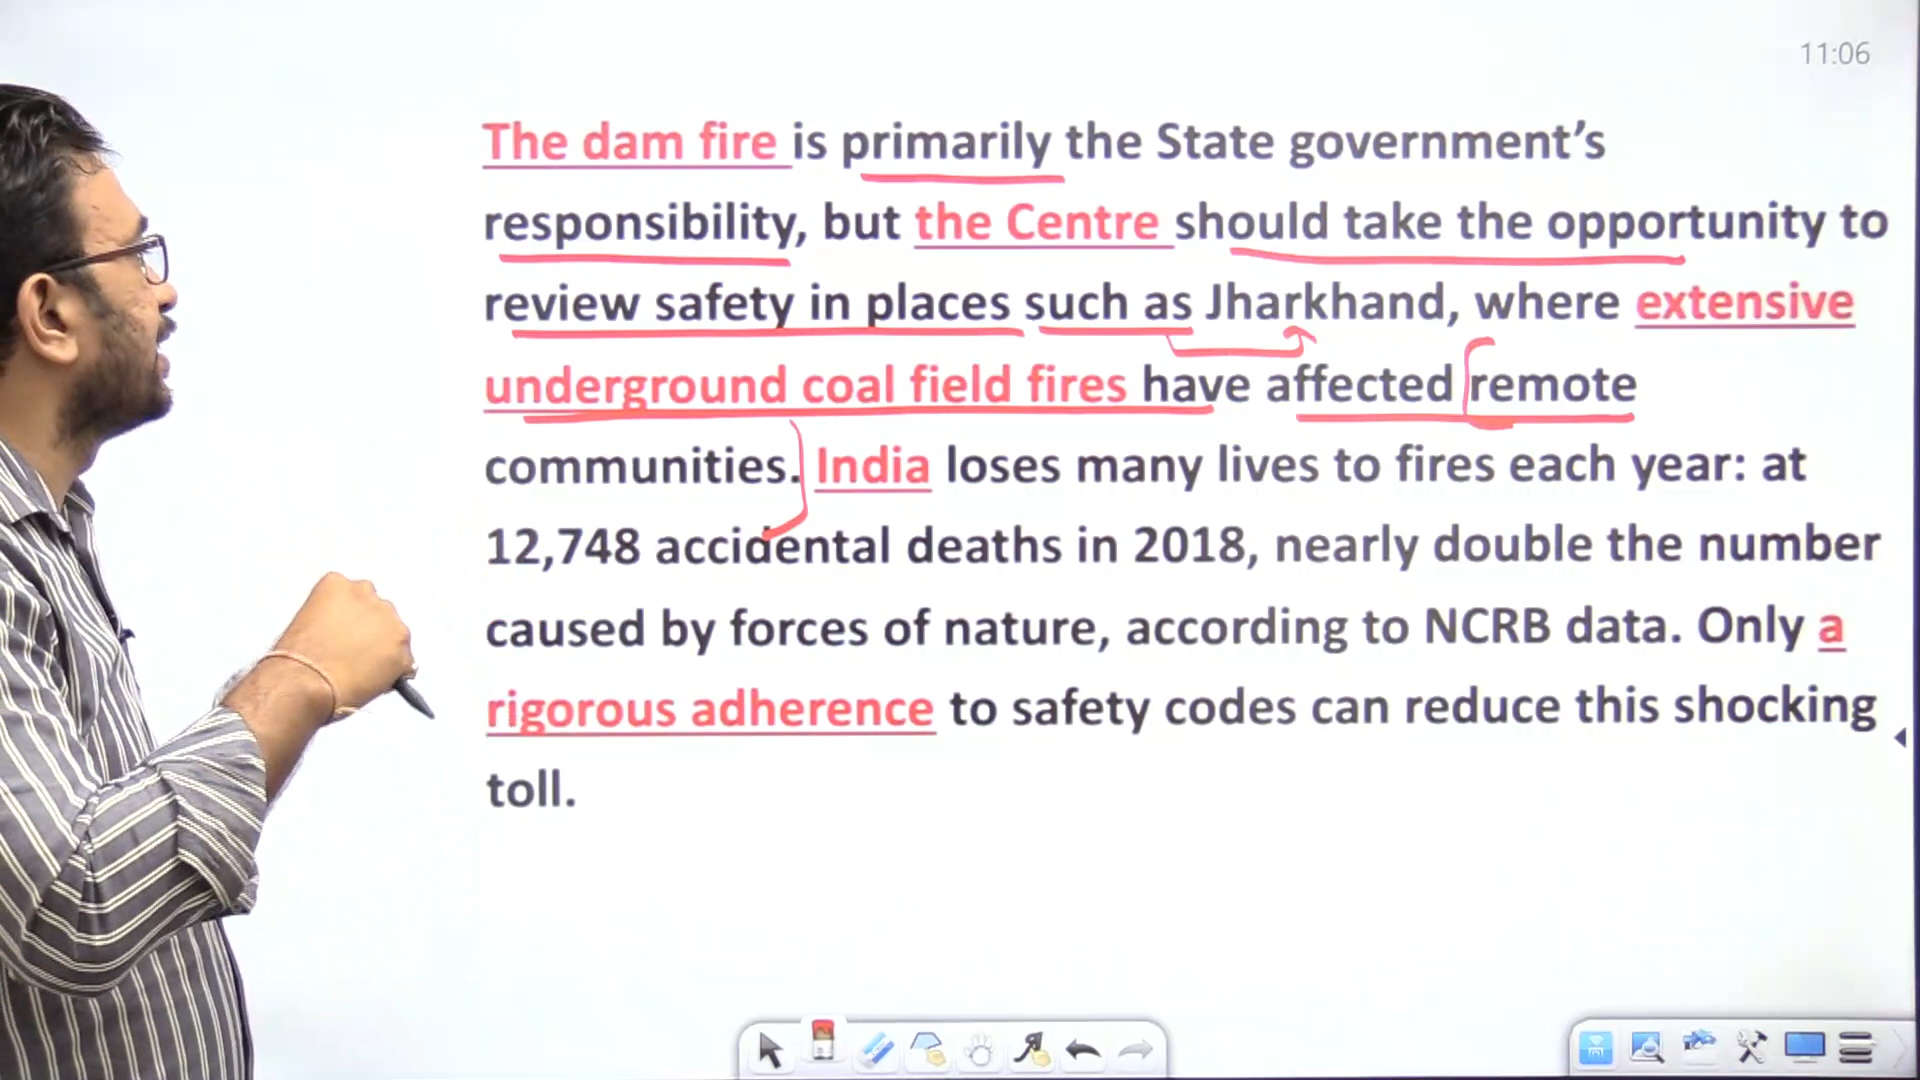 11:06
The dam fire is primarily the State government’s
responsibility, but the Centre should take the opportunity to
review safety in places such as Jharkhand, where extensive
underground coal field fires have affected remote
communities. India loses many lives to fires each year: at
12,748 accidental deaths in 2018, nearly double the number
caused by forces of nature, according to NCRB data. Only a
rigorous adherence to safety codes can reduce this shocking
toll.